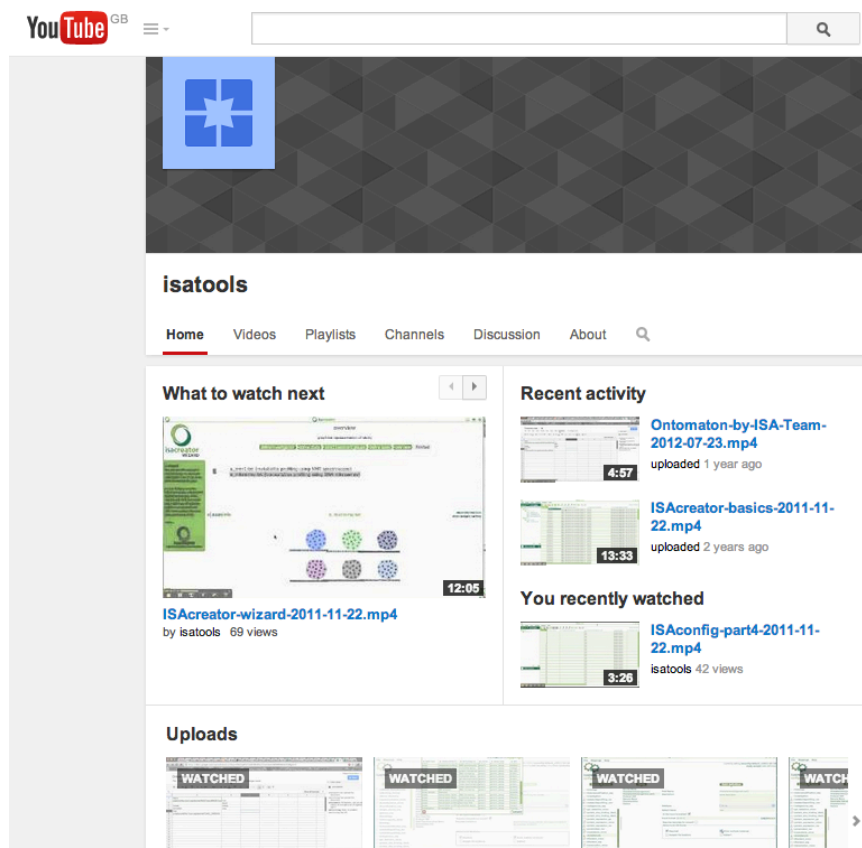 YouTube GB
isatools
Home Videos Playlists Channels Discussion About
What to watch next
isacreator
wizard
12:05
ISAcreator-wizard-2011-11-22.mp4
by isatools 69 views
Recent activity
4:57
Ontomaton-by-ISA-Team-
2012-07-23.mp4
uploaded 1 year ago
13:33
ISAcreator-basics-2011-11-
22.mp4
uploaded 2 years ago
You recently watched
3:26
ISAconfig-part4-2011-11-
22.mp4
isatools 42 views
Uploads
WATCHED WATCHED WATCHED WATCH